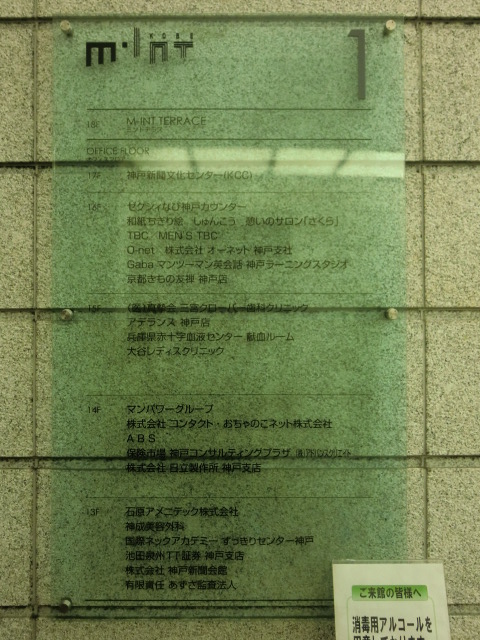 KOBE
m·int
1
18F M-INT TERRACE
ミントテラス
OFFICE FLOOR
17F 神戸新聞文化センター(KCC)
16F ゼクシィなび神戸カウンター
和紙ちぎり絵 しゅんこう 憩いのサロン「さくら」
TBC MEN'S TBC
O-net 株式会社 オーネット 神戸支社
Gaba マンツーマン英会話 神戸ラーニングスタジオ
京都きもの友禅 神戸店
15F 三宮クローバー歯科クリニック
アデランス 神戸店
兵庫県赤十字血液センター 献血ルーム
大谷レディスクリニック
14F マンパワーグループ
株式会社 コンタクト・おちゃのこネット株式会社
A B S
保険市場 神戸コンサルティングプラザ
株式会社 日立製作所 神戸支店
13F 石原アメニテック株式会社
神成美容外科
国際ネックアカデミー すっきりセンター神戸
池田泉州TT証券 神戸支店
株式会社 神戸新聞会館
有限責任 あずさ監査法人
ご来館の皆様へ
消毒用アルコールを